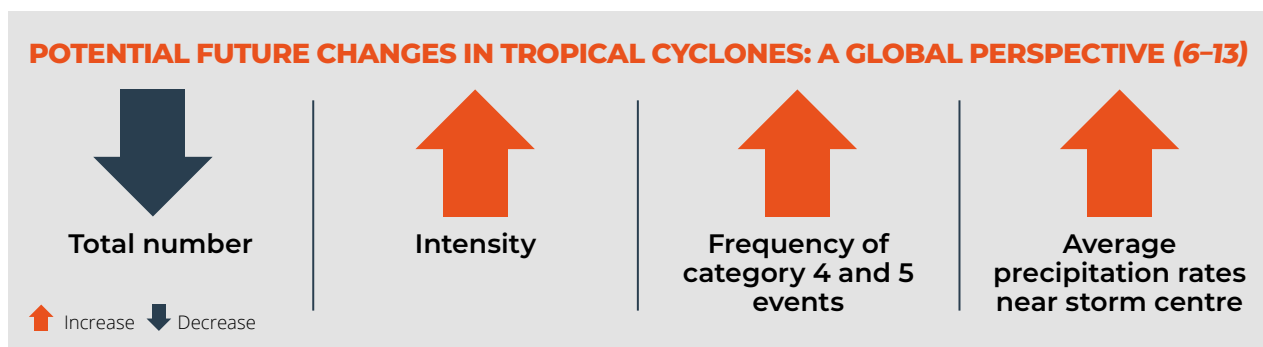 POTENTIAL FUTURE CHANGES IN TROPICAL CYCLONES: A GLOBAL PERSPECTIVE (6–13)
Total number
Intensity
Frequency of
category 4 and 5
events
Average
precipitation rates
near storm centre
Increase Decrease